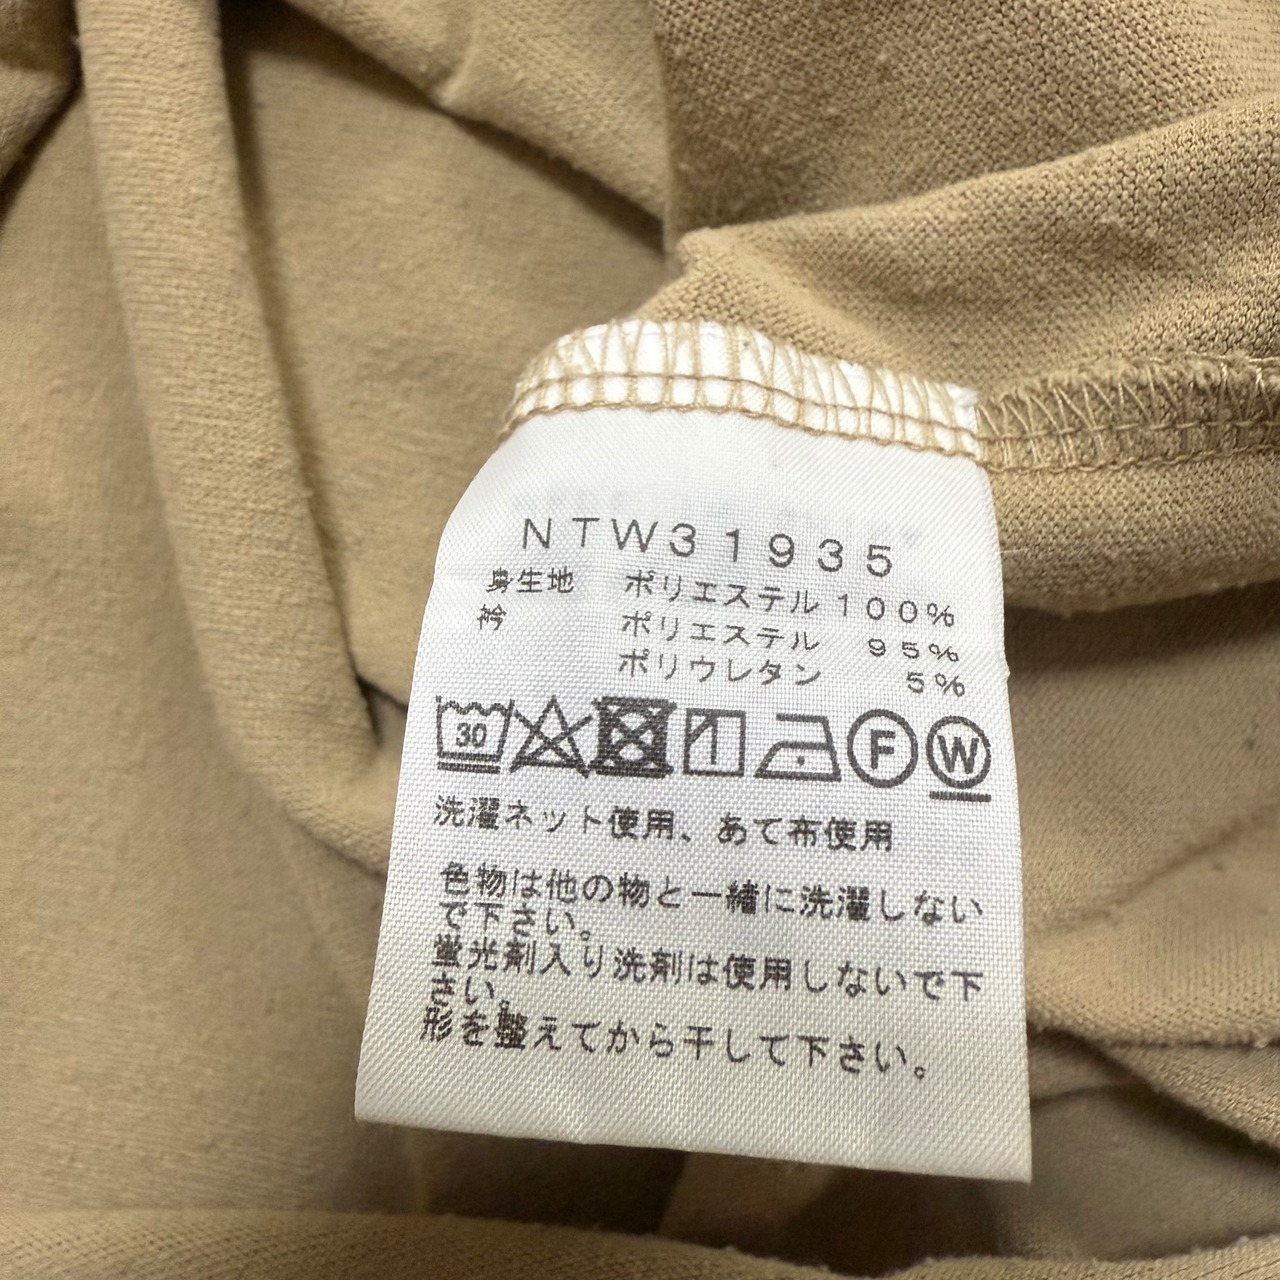 NTW31935
身生地 ポリエステル 100%
衿 ポリエステル 95%
ポリウレタン 5%
30 F W
洗濯ネット使用、あて布使用
色物は他の物と一緒に洗濯しない
で下さい。
蛍光剤入り洗剤は使用しないで下
さい。
形を整えてから干して下さい。